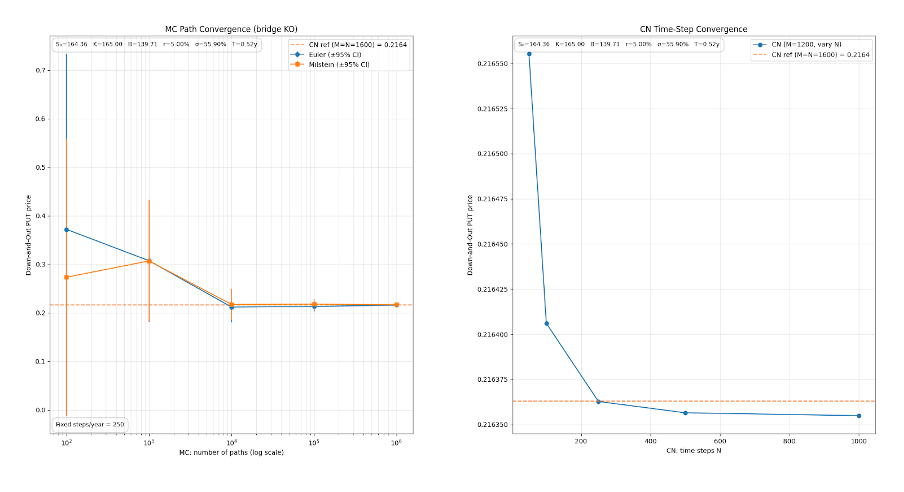 MC Path Convergence (bridge KO)
S₀=164.36 K=165.00 B=139.71 r=5.00% σ=55.90% T=0.52y
CN ref (M=N=1600) = 0.2164
Euler (±95% CI)
Milstein (±95% CI)
0.7
0.6
0.5
0.4
0.3
0.2
0.1
0.0
Down-and-Out PUT price
Fixed steps/year = 250
10²
10³
10⁴
10⁵
10⁶
MC: number of paths (log scale)
CN Time-Step Convergence
S₀=164.36 K=165.00 B=139.71 r=5.00% σ=55.90% T=0.52y
CN (M=1200, vary N)
CN ref (M=N=1600) = 0.2164
0.216550
0.216525
0.216500
0.216475
0.216450
0.216425
0.216400
0.216375
0.216350
Down-and-Out PUT price
200
400
600
800
1000
CN: time steps N